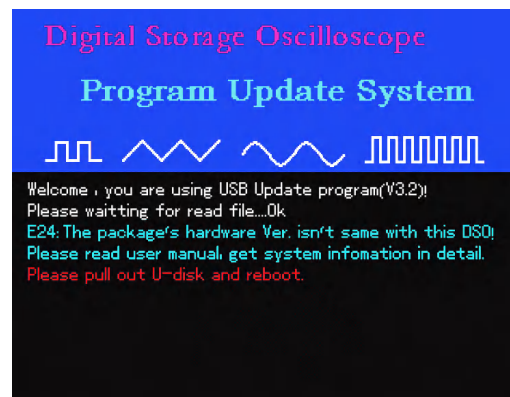 Digital Storage Oscilloscope
Program Update System
Welcome , you are using USB Update program(V3.2)!
Please waitting for read file....Ok
E24: The package's hardware Ver. isn't same with this DSO!
Please read user manual, get system infomation in detail.
Please pull out U-disk and reboot.